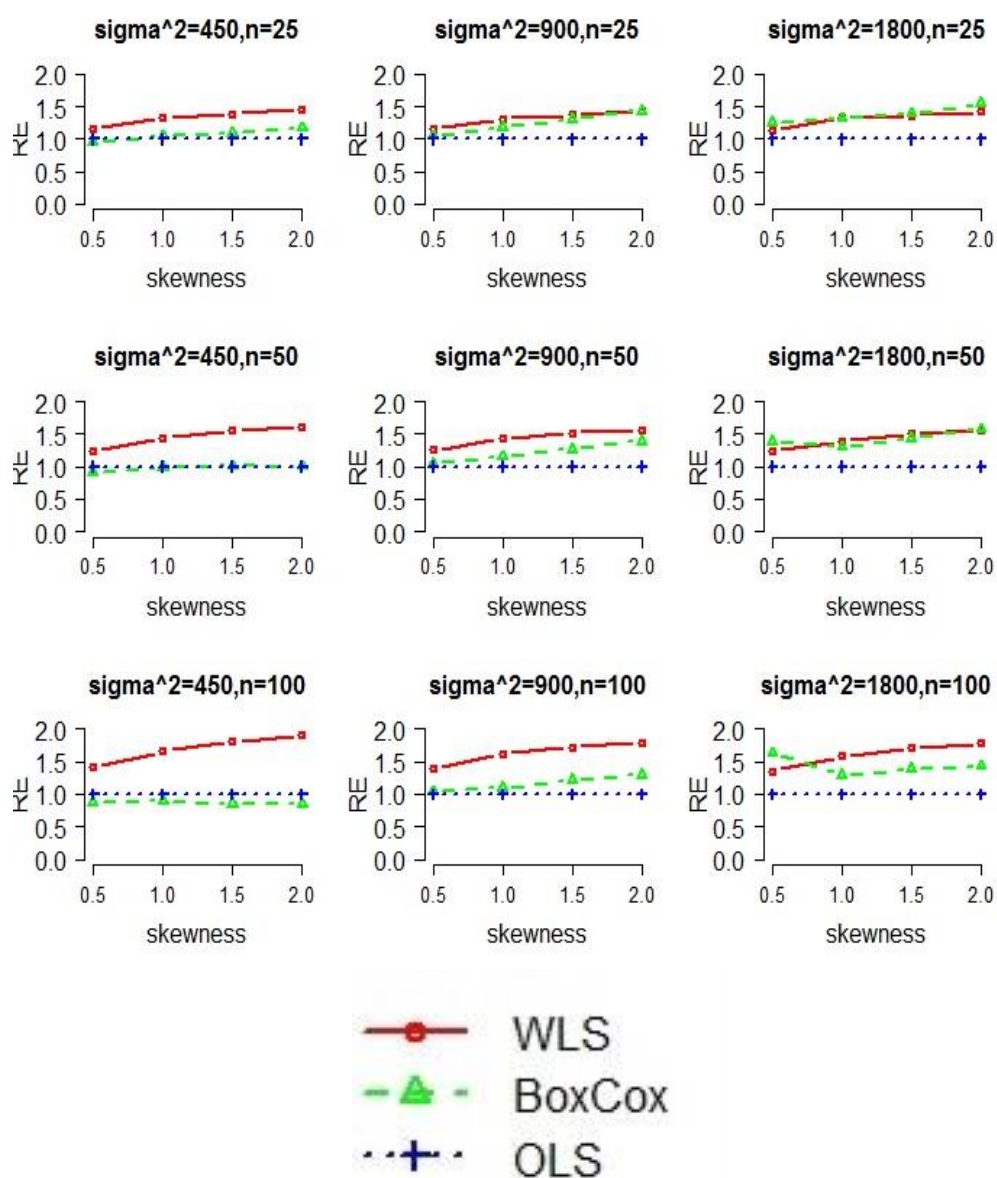 sigma^2=450,n=25
sigma^2=900,n=25
sigma^2=1800,n=25
2.0
1.5
1.0
0.5
0.0
RE
0.5 1.0 1.5 2.0
skewness
2.0
1.5
1.0
0.5
0.0
RE
0.5 1.0 1.5 2.0
skewness
2.0
1.5
1.0
0.5
0.0
RE
0.5 1.0 1.5 2.0
skewness
sigma^2=450,n=50
sigma^2=900,n=50
sigma^2=1800,n=50
2.0
1.5
1.0
0.5
0.0
RE
0.5 1.0 1.5 2.0
skewness
2.0
1.5
1.0
0.5
0.0
RE
0.5 1.0 1.5 2.0
skewness
2.0
1.5
1.0
0.5
0.0
RE
0.5 1.0 1.5 2.0
skewness
sigma^2=450,n=100
sigma^2=900,n=100
sigma^2=1800,n=100
2.0
1.5
1.0
0.5
0.0
RE
0.5 1.0 1.5 2.0
skewness
2.0
1.5
1.0
0.5
0.0
RE
0.5 1.0 1.5 2.0
skewness
2.0
1.5
1.0
0.5
0.0
RE
0.5 1.0 1.5 2.0
skewness
WLS
BoxCox
OLS